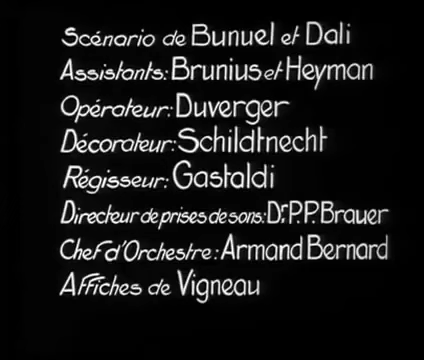 Scénario de Bunuel et Dali
Assistants: Brunius et Heyman
Opérateur: Duverger
Décorateur: Schildtnecht
Régisseur: Gastaldi
Directeur de prises de sons: Dr. P.P. Brauer
Chef d'Orchestre: Armand Bernard
Affiches de Vigneau